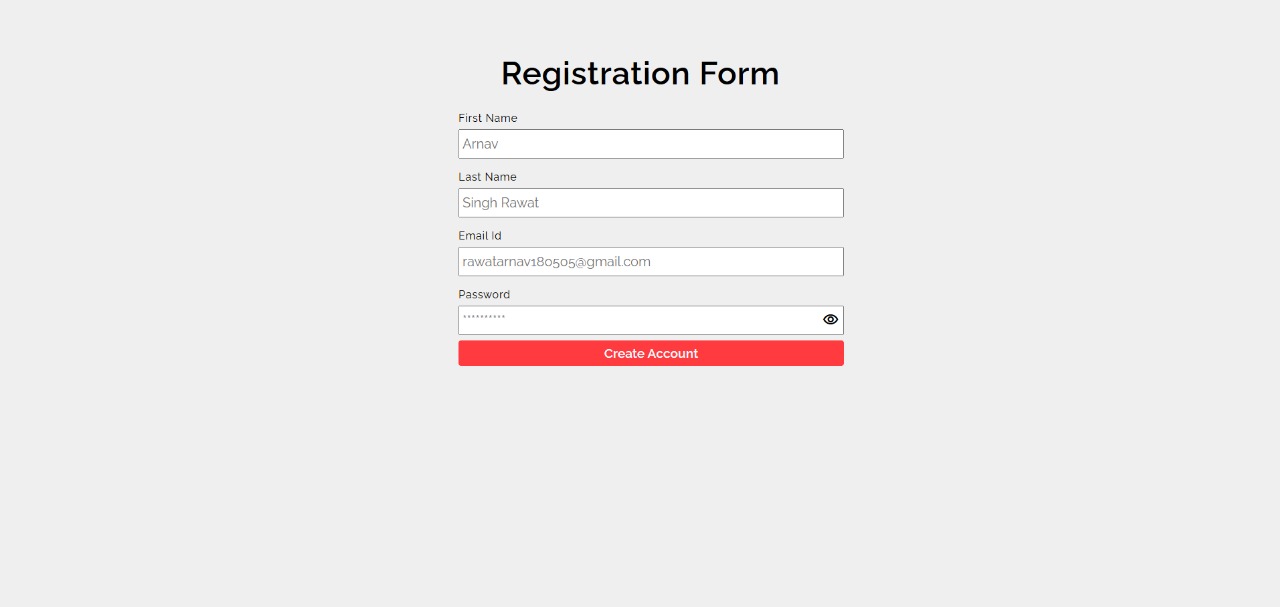 Registration Form
First Name
Arnav
Last Name
Singh Rawat
Email Id
rawatarnav180505@gmail.com
Password
**********
Create Account